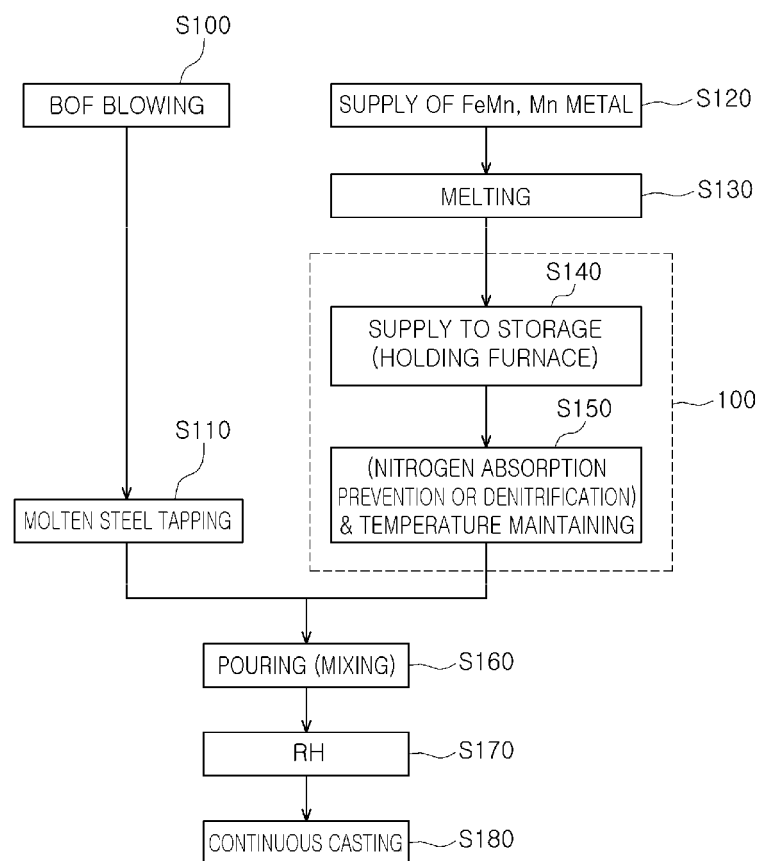 S100
BOF BLOWING
SUPPLY OF FeMn, Mn METAL
S120
MELTING
S130
S140
SUPPLY TO STORAGE
(HOLDING FURNACE)
100
S150
(NITROGEN ABSORPTION
PREVENTION OR DENITRIFICATION)
& TEMPERATURE MAINTAINING
S110
MOLTEN STEEL TAPPING
POURING (MIXING)
S160
RH
S170
CONTINUOUS CASTING
S180